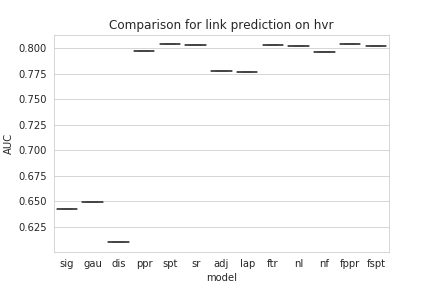 Comparison for link prediction on hvr
0.800
0.775
0.750
0.725
0.700
0.675
0.650
0.625
AUC
sig gau dis ppr spt sr adj lap ftr nl nf fppr fspt
model